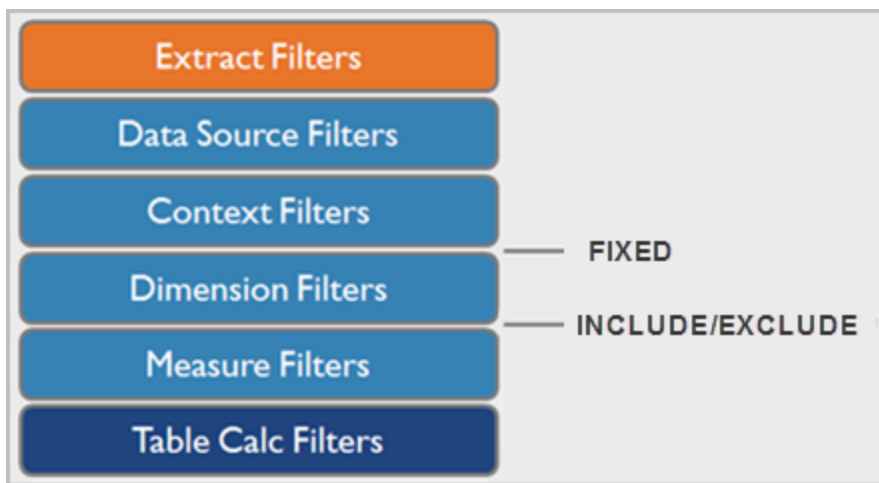 Extract Filters
Data Source Filters
Context Filters
FIXED
Dimension Filters
INCLUDE/EXCLUDE
Measure Filters
Table Calc Filters